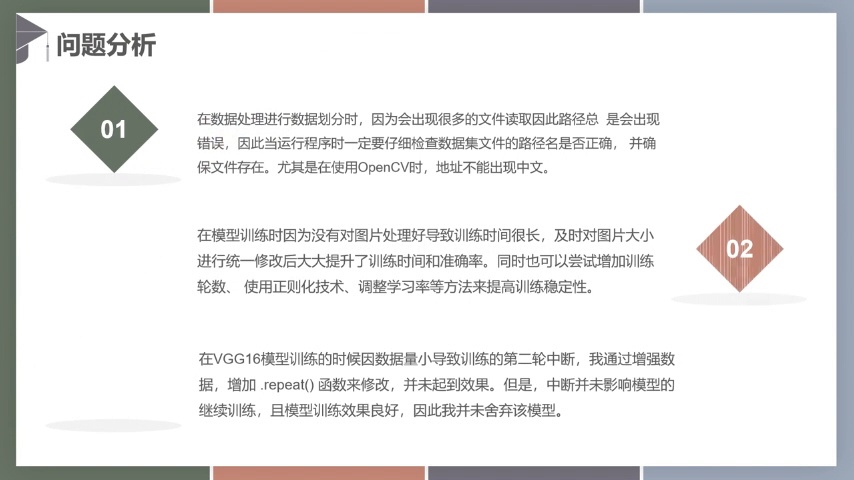 问题分析
01
在数据处理进行数据划分时，因为会出现很多的文件读取因此路径总 是会出现
错误，因此当运行程序时一定要仔细检查数据集文件的路径名是否正确， 并确
保文件存在。尤其是在使用OpenCV时，地址不能出现中文。
在模型训练时因为没有对图片处理好导致训练时间很长，及时对图片大小
进行统一修改后大大提升了训练时间和准确率。同时也可以尝试增加训练
轮数、 使用正则化技术、调整学习率等方法来提高训练稳定性。
02
在VGG16模型训练的时候因数据量小导致训练的第二轮中断，我通过增强数
据，增加 .repeat() 函数来修改，并未起到效果。但是，中断并未影响模型的
继续训练，且模型训练效果良好，因此我并未舍弃该模型。